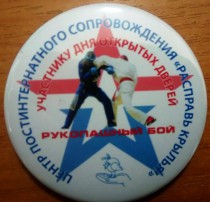 ЦЕНТР ПОСТИНТЕРНАТНОГО СОПРОВОЖДЕНИЯ «РАСПРАВЬ КРЫЛЬЯ»
УЧАСТНИКУ ДНЯ ОТКРЫТЫХ ДВЕРЕЙ
РУКОПАШНЫЙ БОЙ